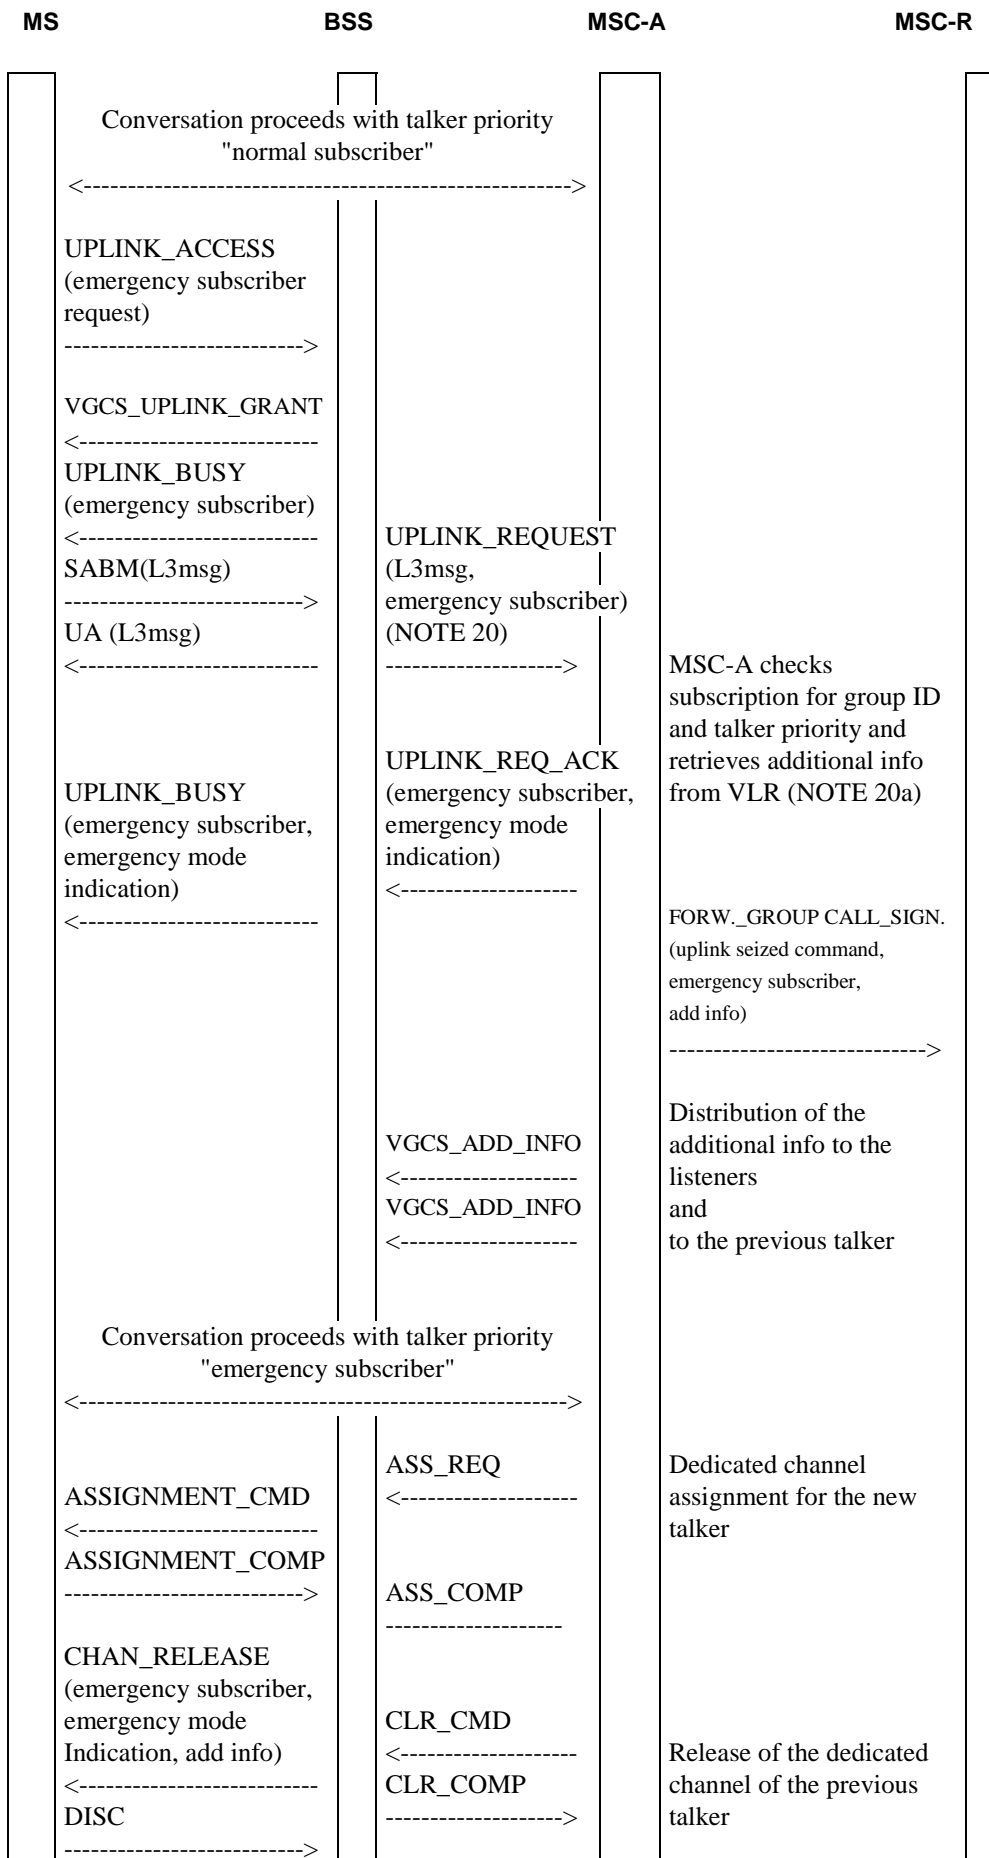 MS BSS MSC-A MSC-R
Conversation proceeds with talker priority
"normal subscriber"
<------------------------------------------------------->
UPLINK_ACCESS
(emergency subscriber
request)
--------------------------->
VGCS_UPLINK_GRANT
<---------------------------
UPLINK_BUSY
(emergency subscriber)
<---------------------------
SABM(L3msg)
--------------------------->
UA (L3msg)
<---------------------------
UPLINK_REQUEST
(L3msg,
emergency subscriber)
(NOTE 20)
-------------------->
MSC-A checks
subscription for group ID
and talker priority and
retrieves additional info
from VLR (NOTE 20a)
UPLINK_REQ_ACK
(emergency subscriber,
emergency mode
indication)
<--------------------
UPLINK_BUSY
(emergency subscriber,
emergency mode
indication)
<---------------------------
FORW._GROUP CALL_SIGN.
(uplink seized command,
emergency subscriber,
add info)
----------------------------->
VGCS_ADD_INFO
<--------------------
VGCS_ADD_INFO
<--------------------
Distribution of the
additional info to the
listeners
and
to the previous talker
Conversation proceeds with talker priority
"emergency subscriber"
<------------------------------------------------------->
ASS_REQ
<--------------------
Dedicated channel
assignment for the new
talker
ASSIGNMENT_CMD
<---------------------------
ASSIGNMENT_COMP
--------------------------->
ASS_COMP
--------------------
CHAN_RELEASE
(emergency subscriber,
emergency mode
Indication, add info)
<---------------------------
DISC
--------------------------->
CLR_CMD
<--------------------
CLR_COMP
-------------------->
Release of the dedicated
channel of the previous
talker